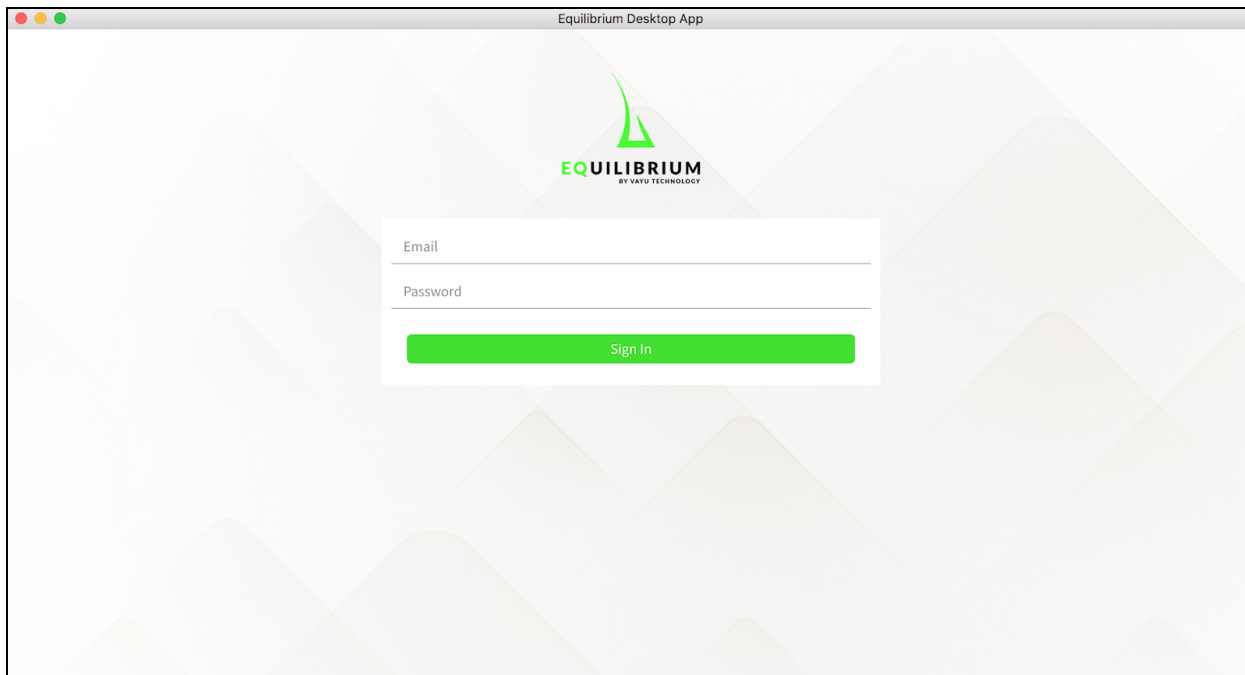 Equilibrium Desktop App
EQUILIBRIUM
BY VAYU TECHNOLOGY
Email
Password
Sign In